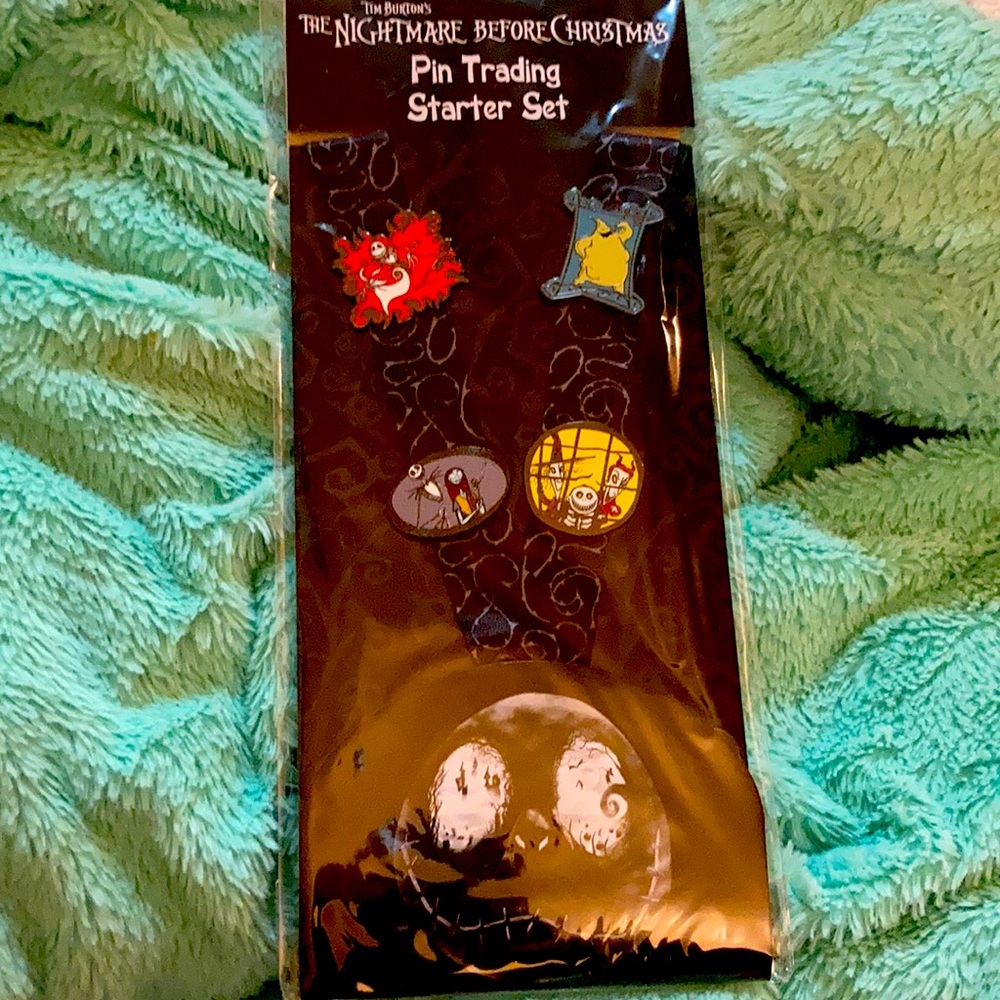 TIM BURTON'S
THE NIGHTMARE BEFORE CHRISTMAS
Pin Trading
Starter Set